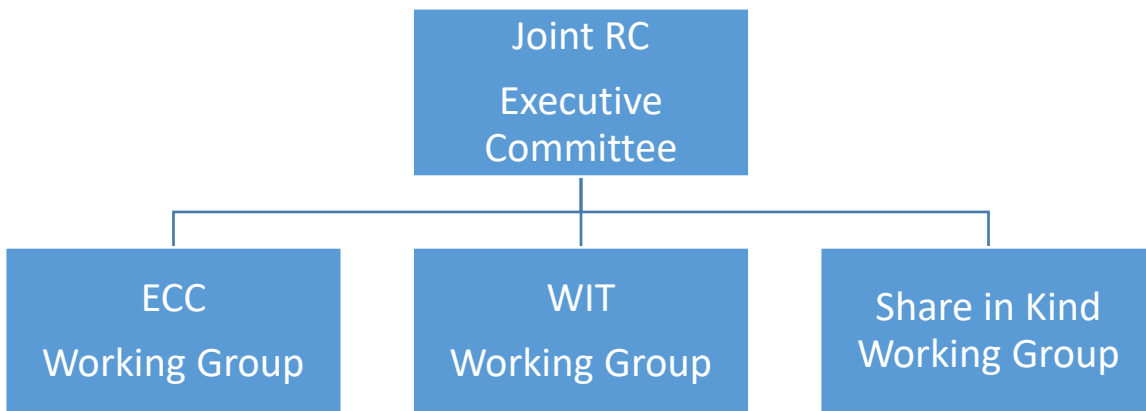 Joint RC
Executive
Committee
ECC
Working Group
WIT
Working Group
Share in Kind
Working Group